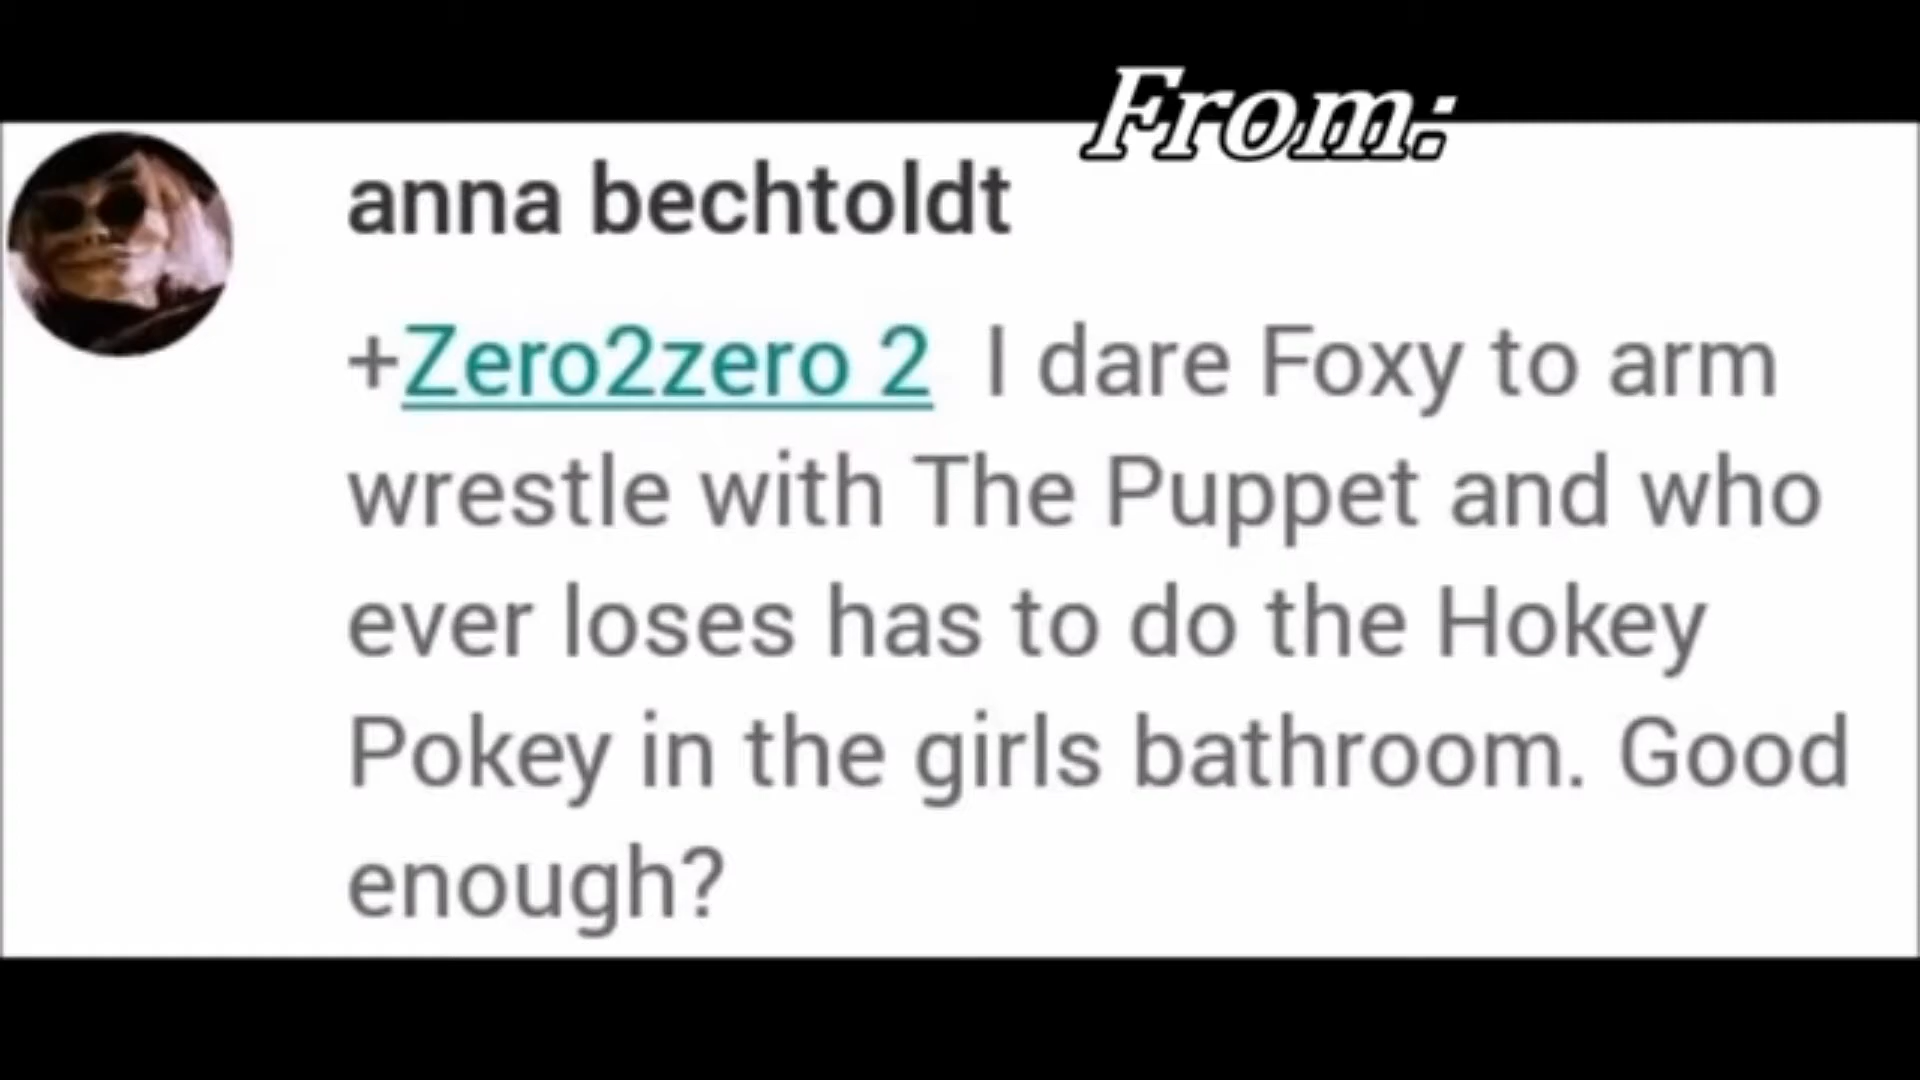 From:
anna bechtoldt
+Zero2zero 2 I dare Foxy to arm
wrestle with The Puppet and who
ever loses has to do the Hokey
Pokey in the girls bathroom. Good
enough?